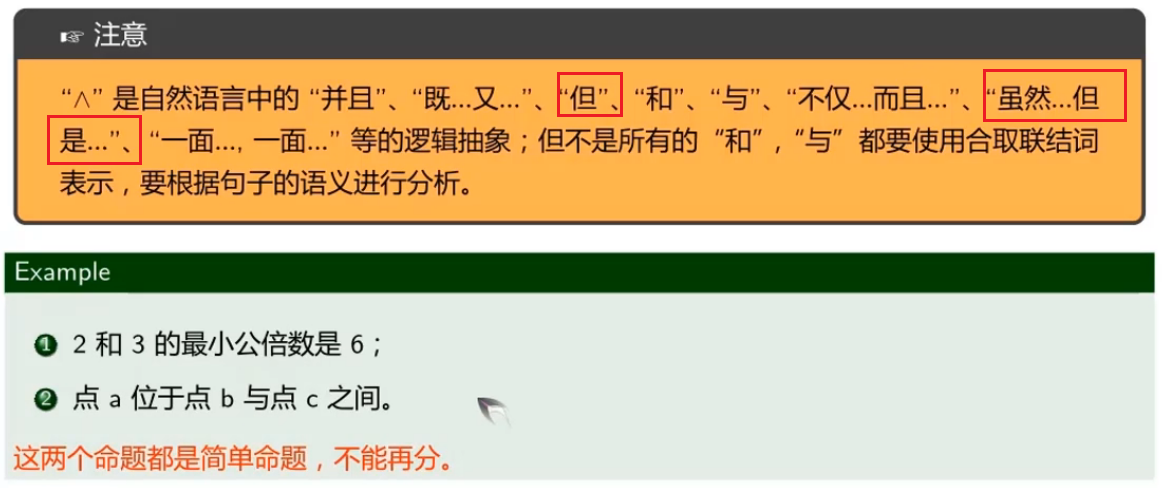 ☞ 注意
“∧” 是自然语言中的 “并且”、“既...又...”、“但”、“和”、“与”、“不仅...而且...”、“虽然...但
是...”、“一面..., 一面...” 等的逻辑抽象；但不是所有的 “和”，“与” 都要使用合取联结词
表示，要根据句子的语义进行分析。
Example
1 2 和 3 的最小公倍数是 6；
2 点 a 位于点 b 与点 c 之间。
这两个命题都是简单命题，不能再分。